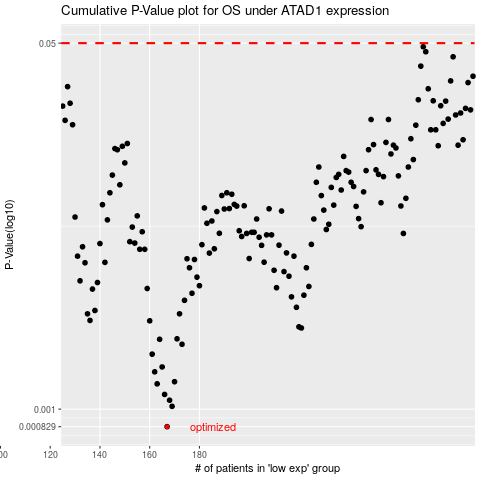 Cumulative P-Value plot for OS under ATAD1 expression
0.05
P-Value(log10)
0.001
0.000829
optimized
00 120 140 160 180
# of patients in 'low exp' group